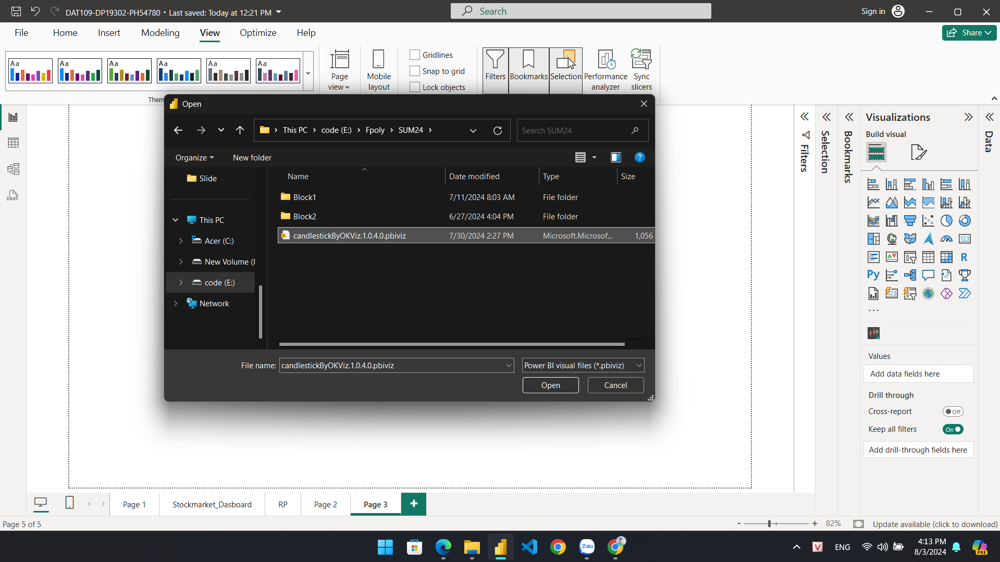 DAT109-DP19302-PH54780 • Last saved: Today at 12:21 PM
Search
Sign in
File
Home
Insert
Modeling
View
Optimize
Help
Share
Aa
Aa
Aa
Aa
Aa
Aa
Page view
Mobile layout
Gridlines
Snap to grid
Lock objects
Filters
Bookmarks
Selection
Performance analyzer
Sync slicers
Them
Open
This PC
code (E:)
Fpoly
SUM24
Search SUM24
Organize
New folder
?
Slide
This PC
Acer (C:)
New Volume (
code (E:)
Network
Name
Date modified
Type
Size
Block1
7/11/2024 8:03 AM
File folder
Block2
6/27/2024 4:04 PM
File folder
candlestickByOKViz.1.0.4.0.pbiviz
7/30/2024 2:27 PM
Microsoft.Microsof...
1,056
File name:
candlestickByOKViz.1.0.4.0.pbiviz
Power BI visual files (*.pbiviz)
Open
Cancel
Filters
Selection
Bookmarks
Visualizations
Data
Build visual
123
R
Py
123
...
Values
Add data fields here
Drill through
Cross-report
Off
Keep all filters
On
Add drill-through fields here
DAX
Page 1
Stockmarket_Dasboard
RP
Page 2
Page 3
+
Page 5 of 5
- + 82%
Update available (click to download)
Zalo
V
ENG
4:13 PM
8/3/2024
PRE